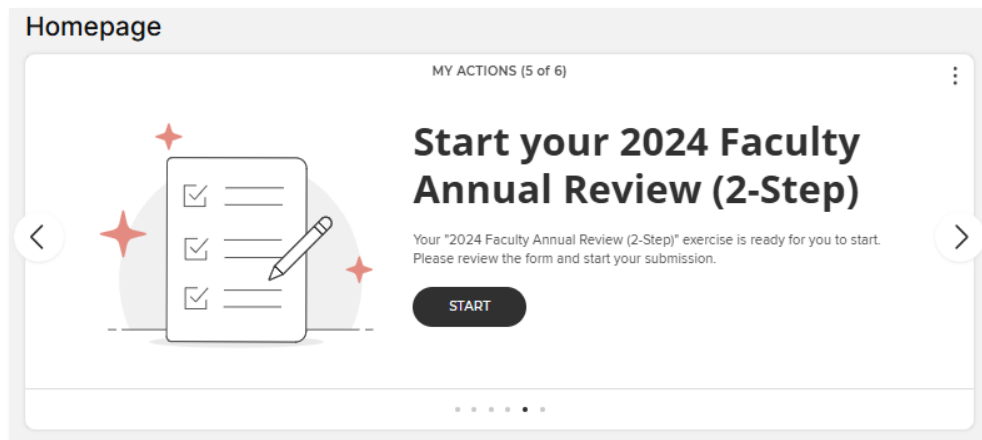 Homepage
MY ACTIONS (5 of 6)
Start your 2024 Faculty
Annual Review (2-Step)
Your "2024 Faculty Annual Review (2-Step)" exercise is ready for you to start.
Please review the form and start your submission.
START